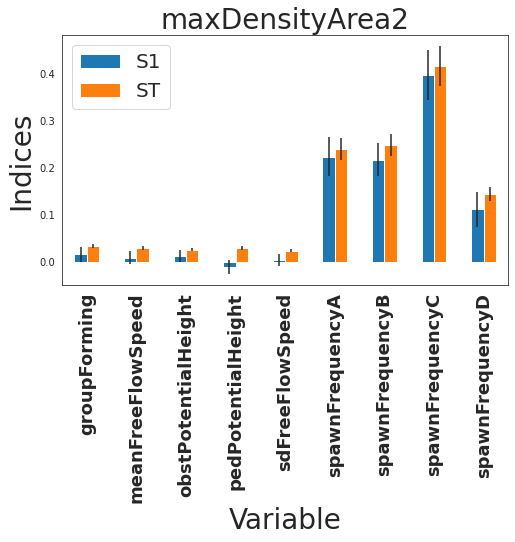 maxDensityArea2
S1
ST
Indices
0.4
0.3
0.2
0.1
0.0
groupForming
meanFreeFlowSpeed
obstPotentialHeight
pedPotentialHeight
sdFreeFlowSpeed
spawnFrequencyA
spawnFrequencyB
spawnFrequencyC
spawnFrequencyD
Variable